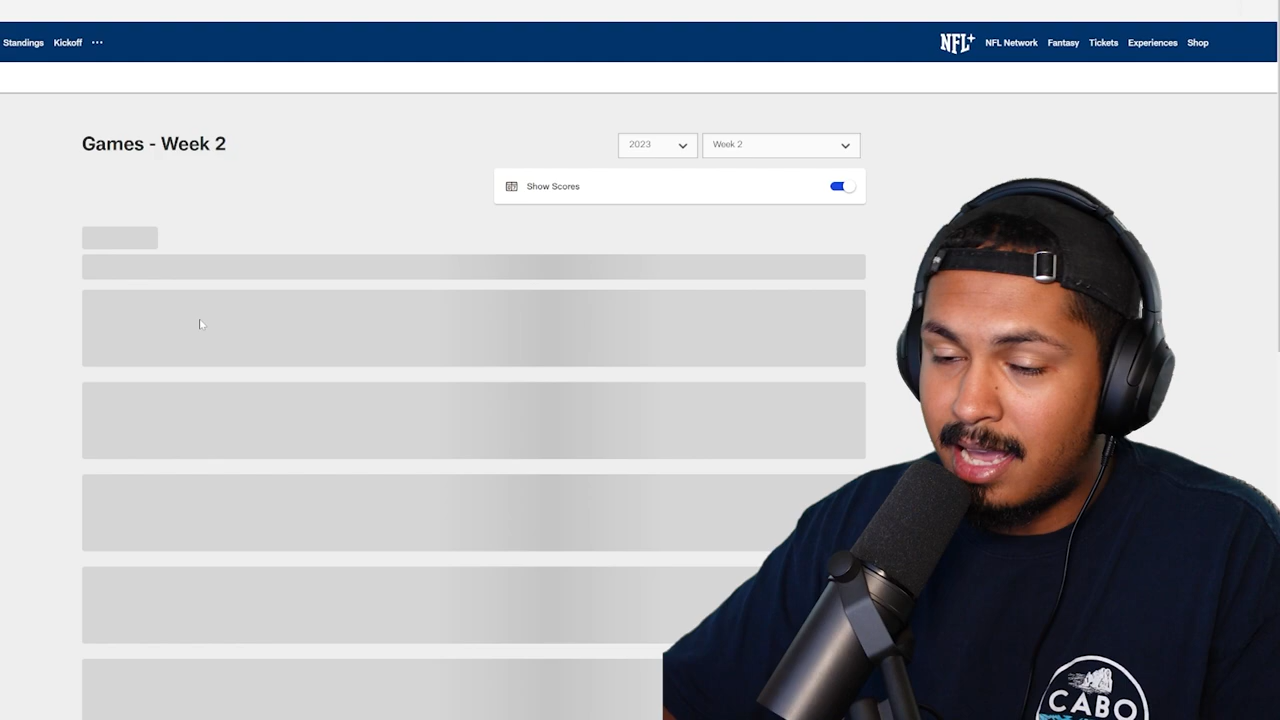 Standings Kickoff ...
NFL+ NFL Network Fantasy Tickets Experiences Shop
Games - Week 2
2023 Week 2
Show Scores
CABO